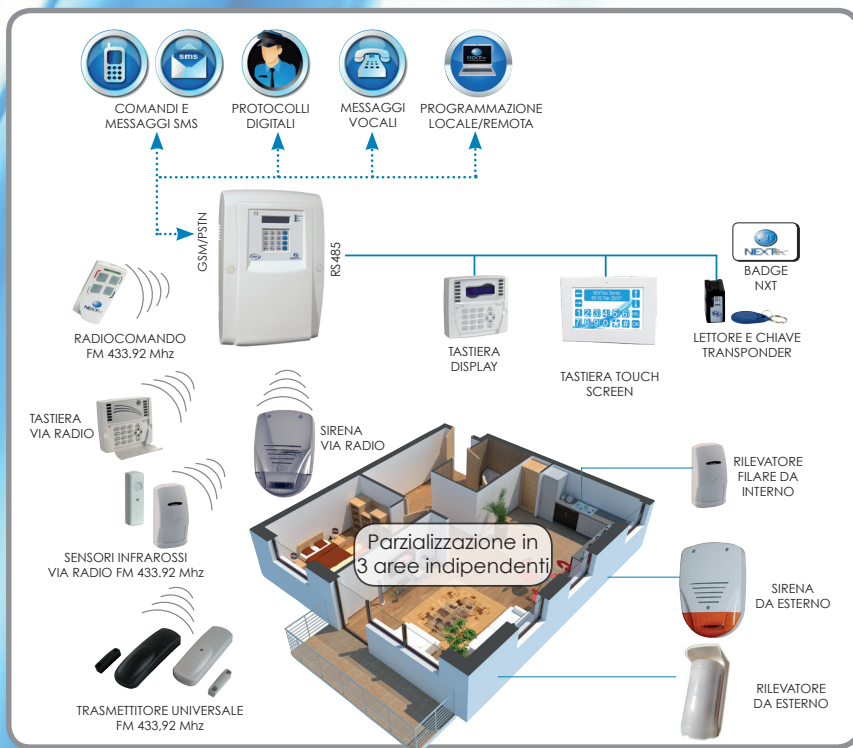 COMANDI E
MESSAGGI SMS
sms
PROTOCOLLI
DIGITALI
MESSAGGI
VOCALI
PROGRAMMAZIONE
LOCALE/REMOTA
GSM/PSTN
RS485
NEXTec
BADGE
NXT
RADIOCOMANDO
FM 433.92 Mhz
TASTIERA
DISPLAY
TASTIERA TOUCH
SCREEN
LETTORE E CHIAVE
TRANSPONDER
TASTIERA
VIA RADIO
SIRENA
VIA RADIO
RILEVATORE
FILARE DA
INTERNO
SENSORI INFRAROSSI
VIA RADIO FM 433.92 Mhz
Parzializzazione in
3 aree indipendenti
SIRENA
DA ESTERNO
TRASMETTITORE UNIVERSALE
FM 433,92 Mhz
RILEVATORE
DA ESTERNO